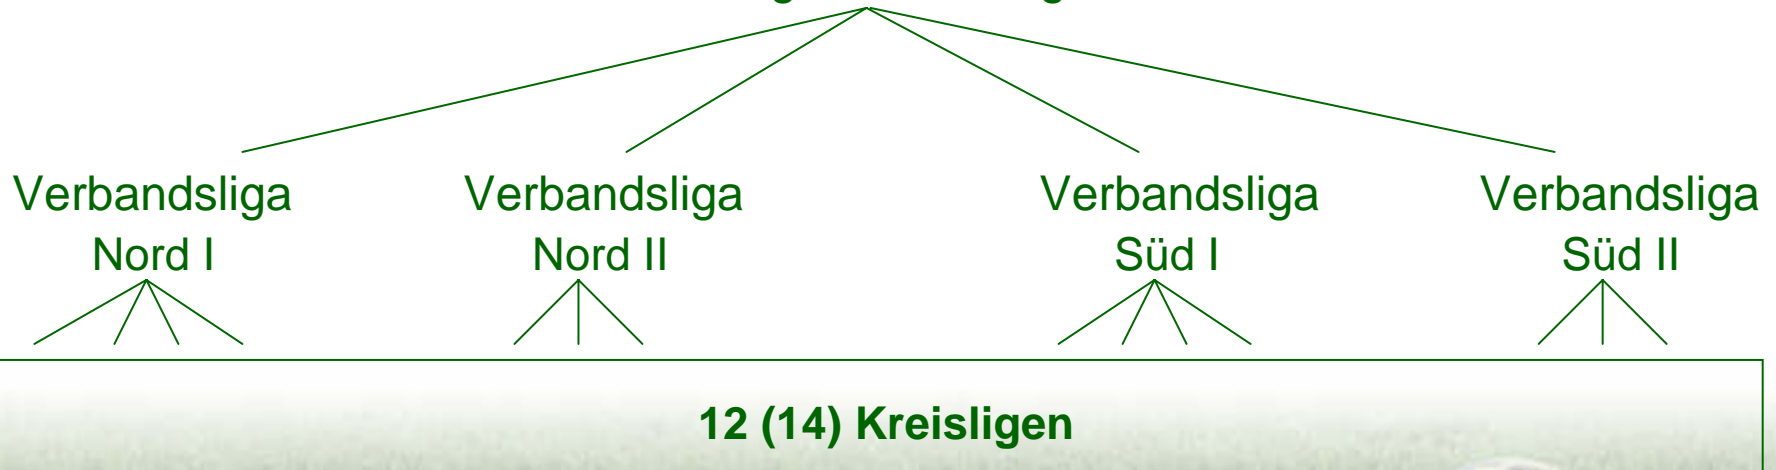 Verbandsliga
Nord I
Verbandsliga
Nord II
Verbandsliga
Süd I
Verbandsliga
Süd II
12 (14) Kreisligen